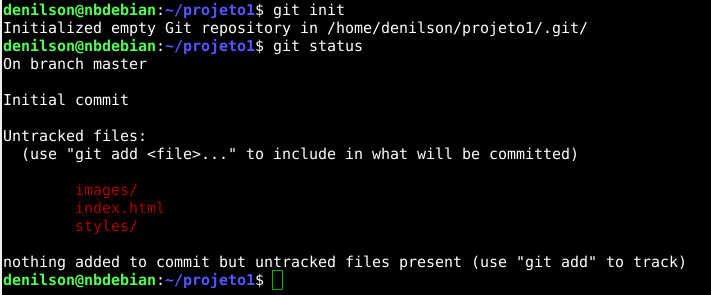 denilson@nbdebian:~/projeto1$ git init
Initialized empty Git repository in /home/denilson/projeto1/.git/
denilson@nbdebian:~/projeto1$ git status
On branch master
Initial commit
Untracked files:
(use "git add <file>..." to include in what will be committed)
images/
index.html
styles/
nothing added to commit but untracked files present (use "git add" to track)
denilson@nbdebian:~/projeto1$